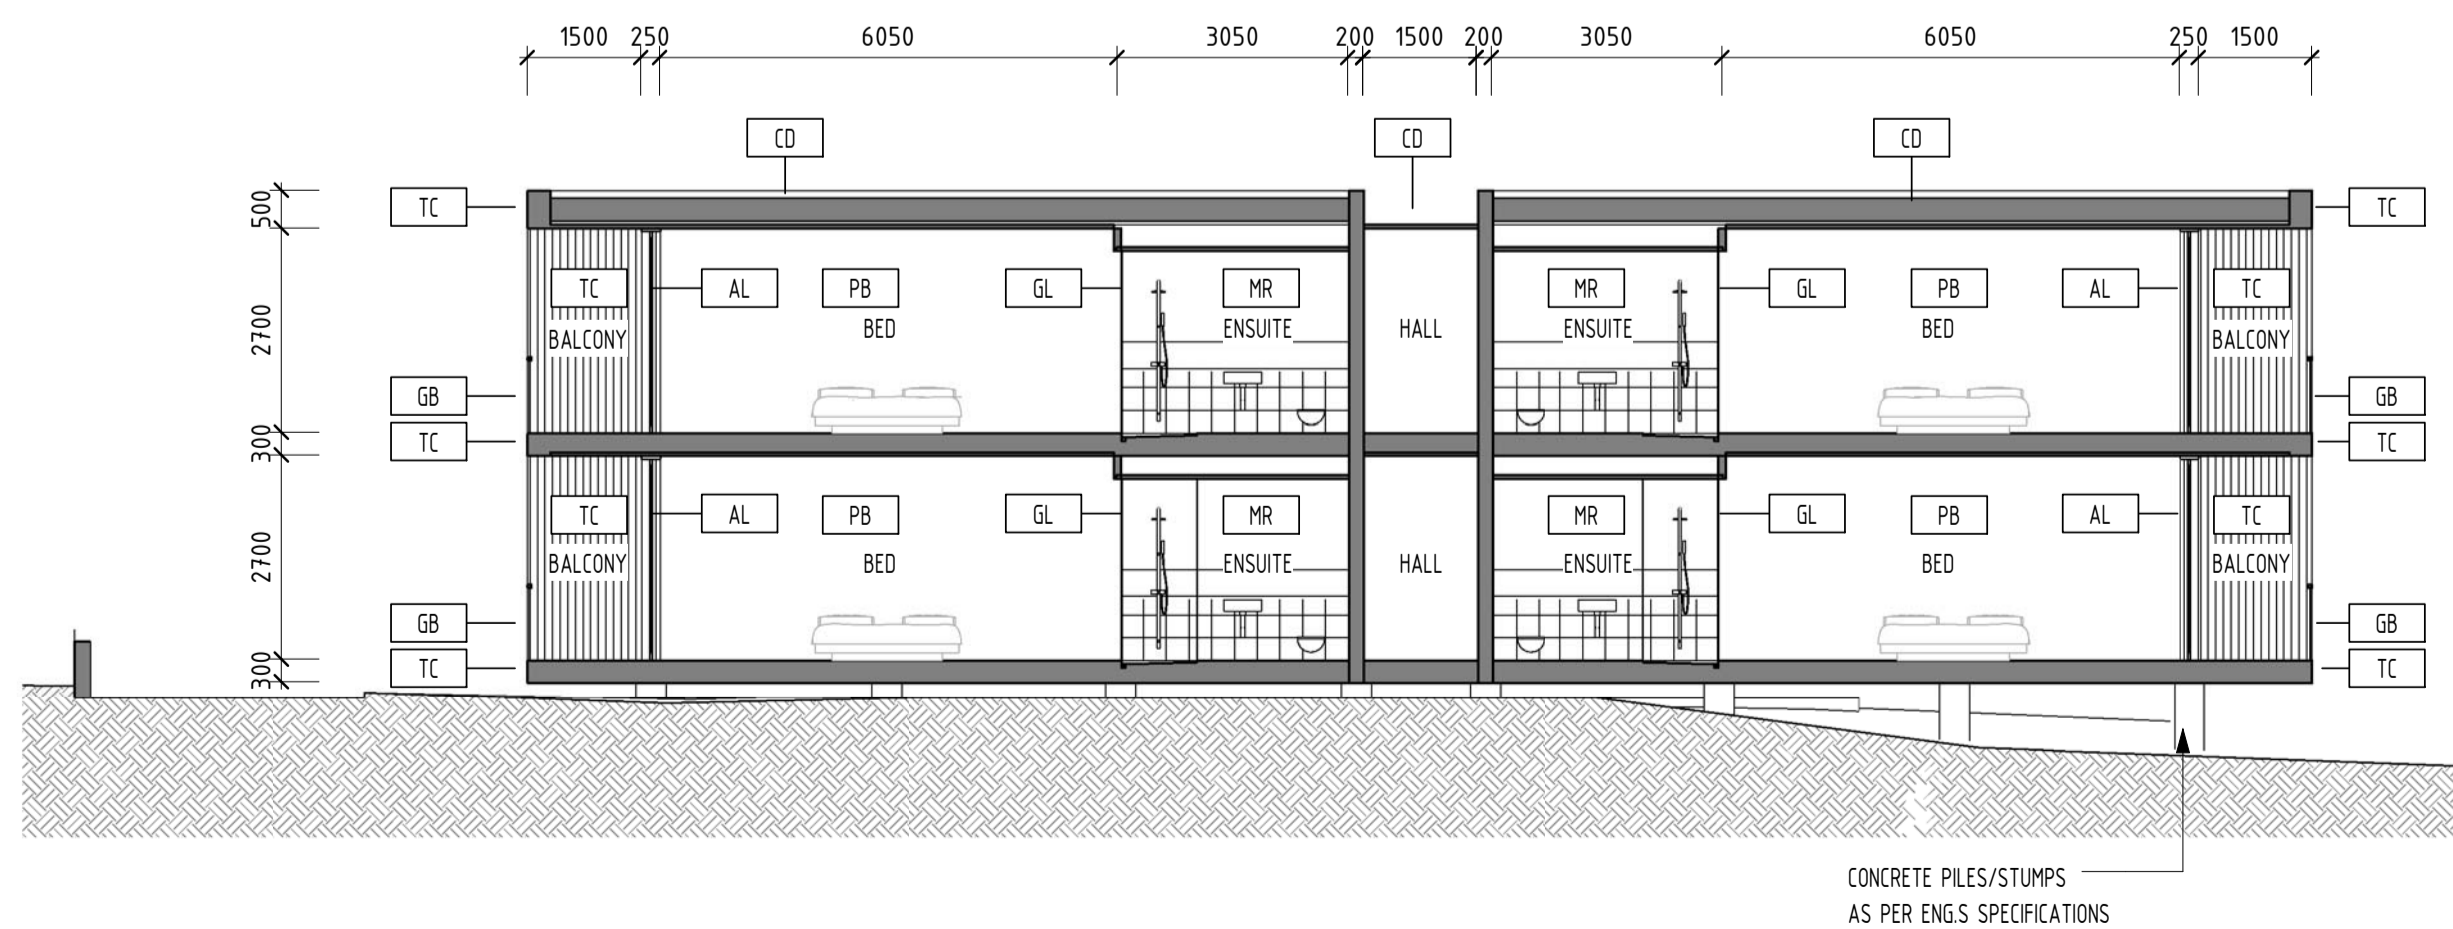 1500 250 6050 3050 200 1500 200 3050 6050 250 1500
CD CD CD
500
TC TC
2700
TC AL PB GL MR MR GL PB AL TC
BALCONY BED ENSUITE HALL ENSUITE BED BALCONY
GB GB
300
TC TC
2700
TC AL PB GL MR MR GL PB AL TC
BALCONY BED ENSUITE HALL ENSUITE BED BALCONY
GB GB
300
TC TC
CONCRETE PILES/STUMPS
AS PER ENG.S SPECIFICATIONS